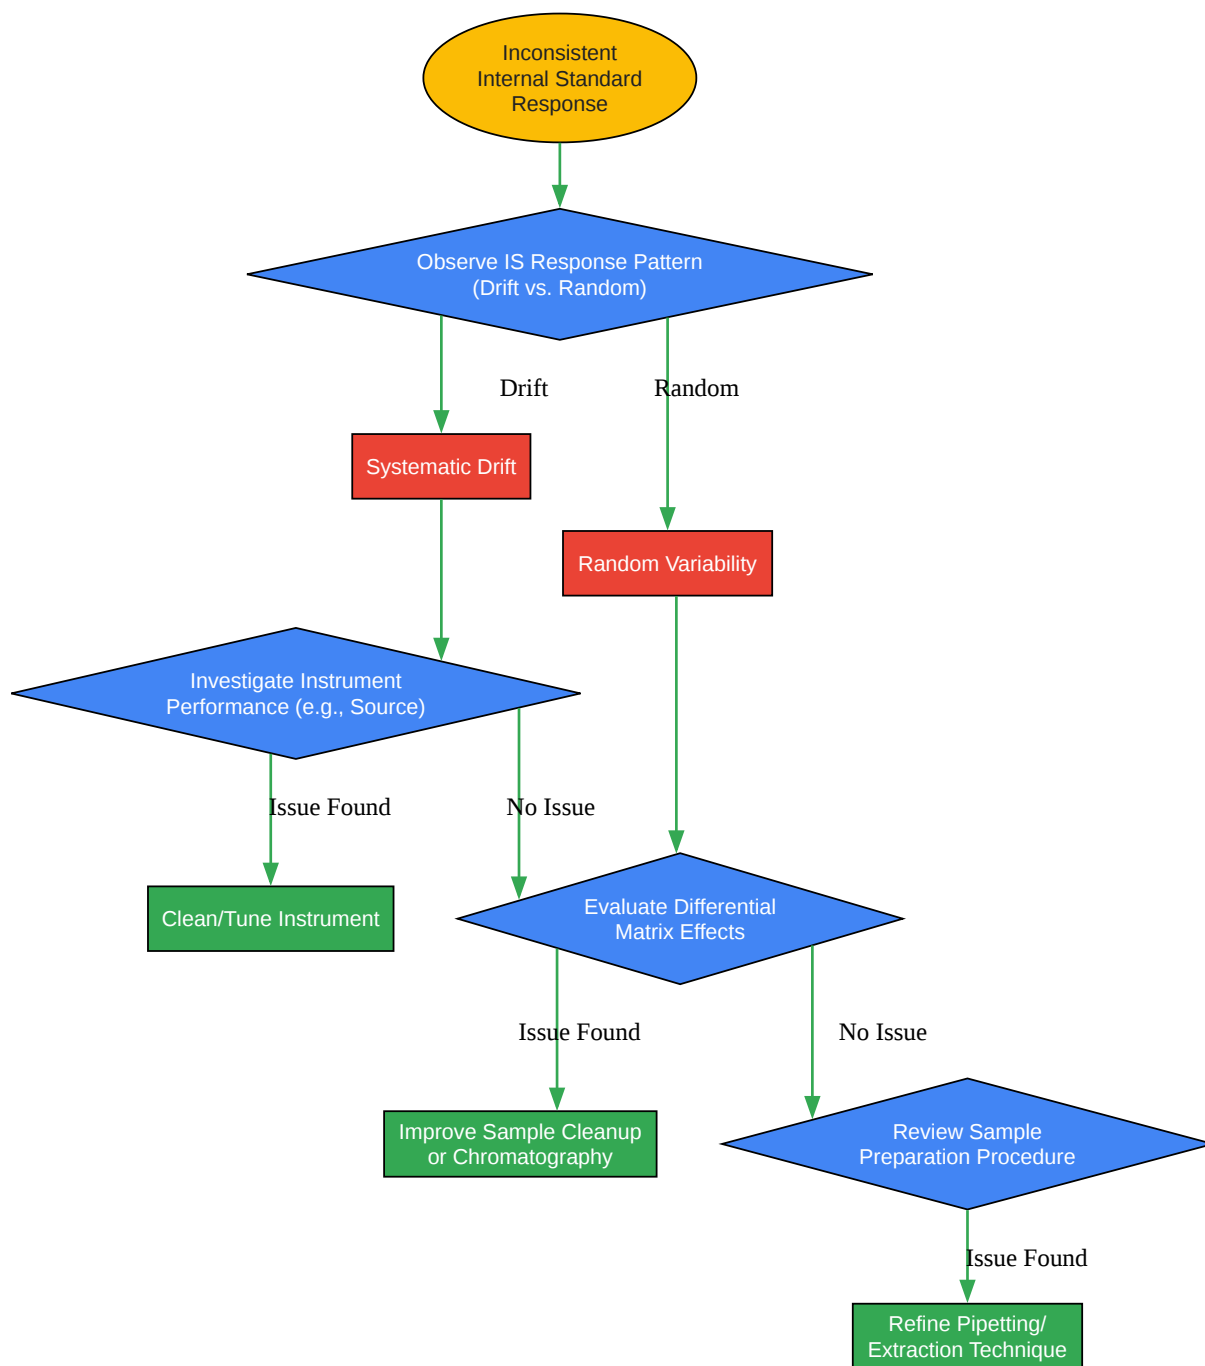 Inconsistent
Internal Standard
Response
Observe IS Response Pattern
(Drift vs. Random)
Drift
Random
Systematic Drift
Random Variability
Investigate Instrument
Performance (e.g., Source)
Issue Found
No Issue
Clean/Tune Instrument
Evaluate Differential
Matrix Effects
Issue Found
No Issue
Improve Sample Cleanup
or Chromatography
Review Sample
Preparation Procedure
Issue Found
Refine Pipetting/
Extraction Technique